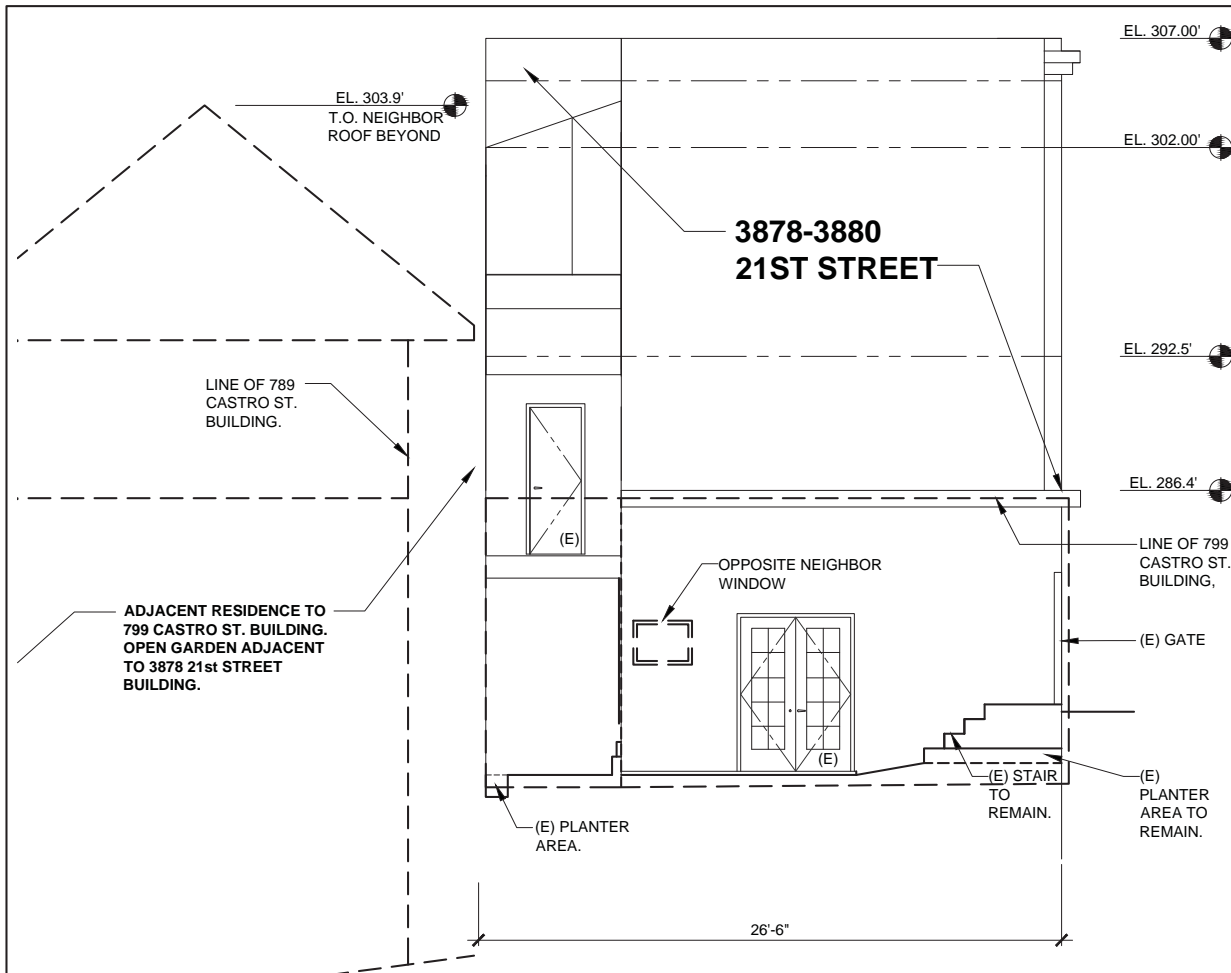 EL. 307.00'
EL. 303.9'
T.O. NEIGHBOR
ROOF BEYOND
EL. 302.00'
3878-3880
21ST STREET
EL. 292.5'
LINE OF 789
CASTRO ST.
BUILDING.
EL. 286.4'
(E)
LINE OF 799
CASTRO ST.
BUILDING,
OPPOSITE NEIGHBOR
WINDOW
ADJACENT RESIDENCE TO
799 CASTRO ST. BUILDING.
OPEN GARDEN ADJACENT
TO 3878 21st STREET
BUILDING.
(E) GATE
(E)
(E) STAIR
TO
REMAIN.
(E)
PLANTER
AREA TO
REMAIN.
(E) PLANTER
AREA.
26'-6"